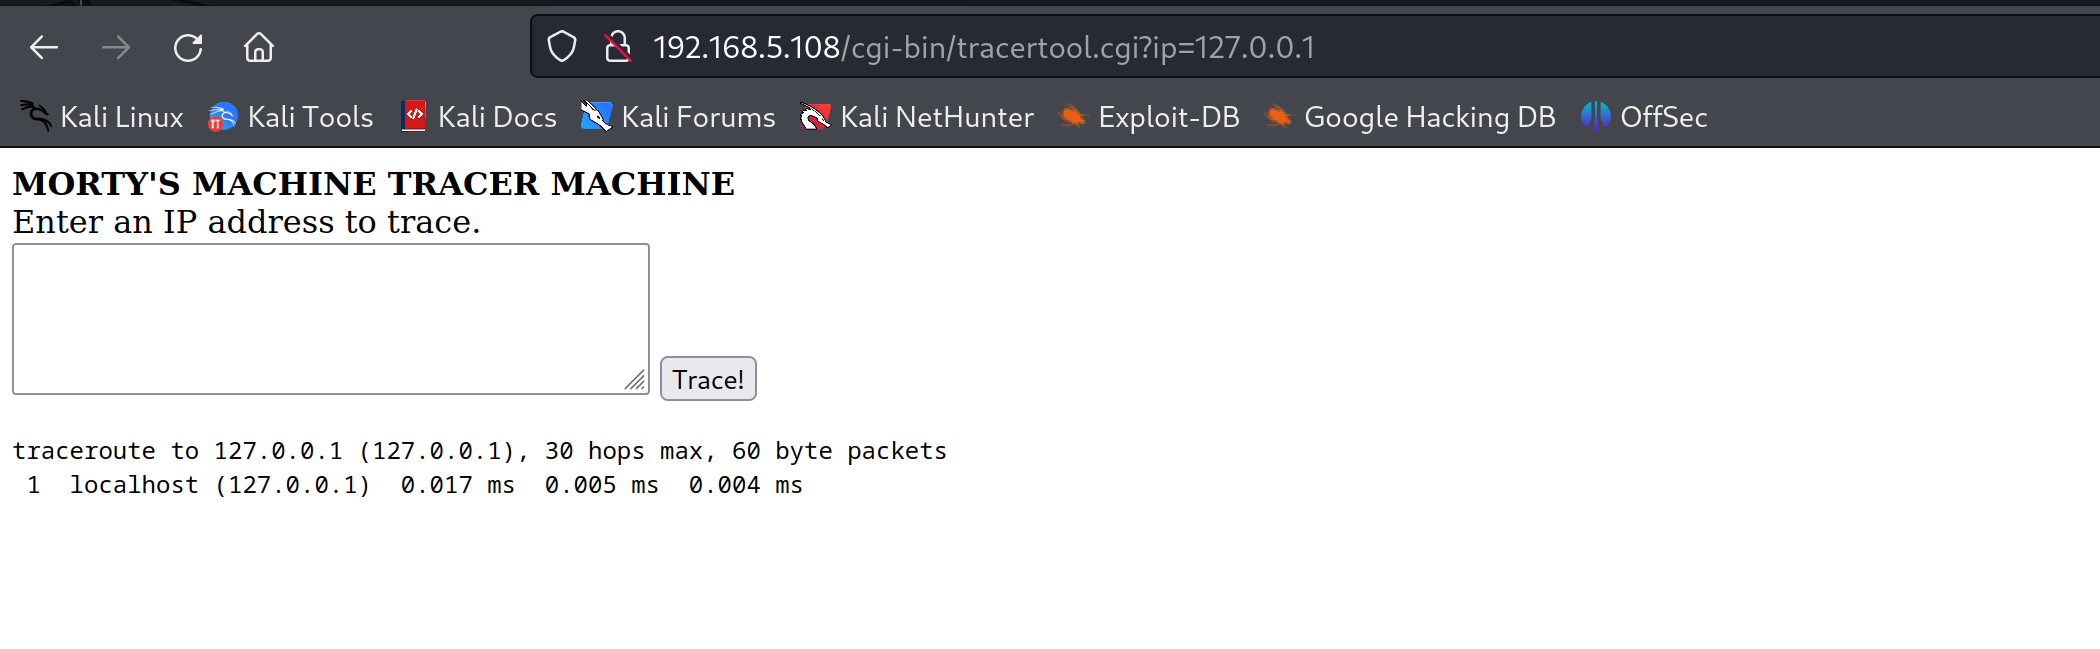 192.168.5.108/cgi-bin/tracertool.cgi?ip=127.0.0.1
Kali Linux Kali Tools Kali Docs Kali Forums Kali NetHunter Exploit-DB Google Hacking DB OffSec
MORTY'S MACHINE TRACER MACHINE
Enter an IP address to trace.
Trace!
traceroute to 127.0.0.1 (127.0.0.1), 30 hops max, 60 byte packets
1 localhost (127.0.0.1) 0.017 ms 0.005 ms 0.004 ms